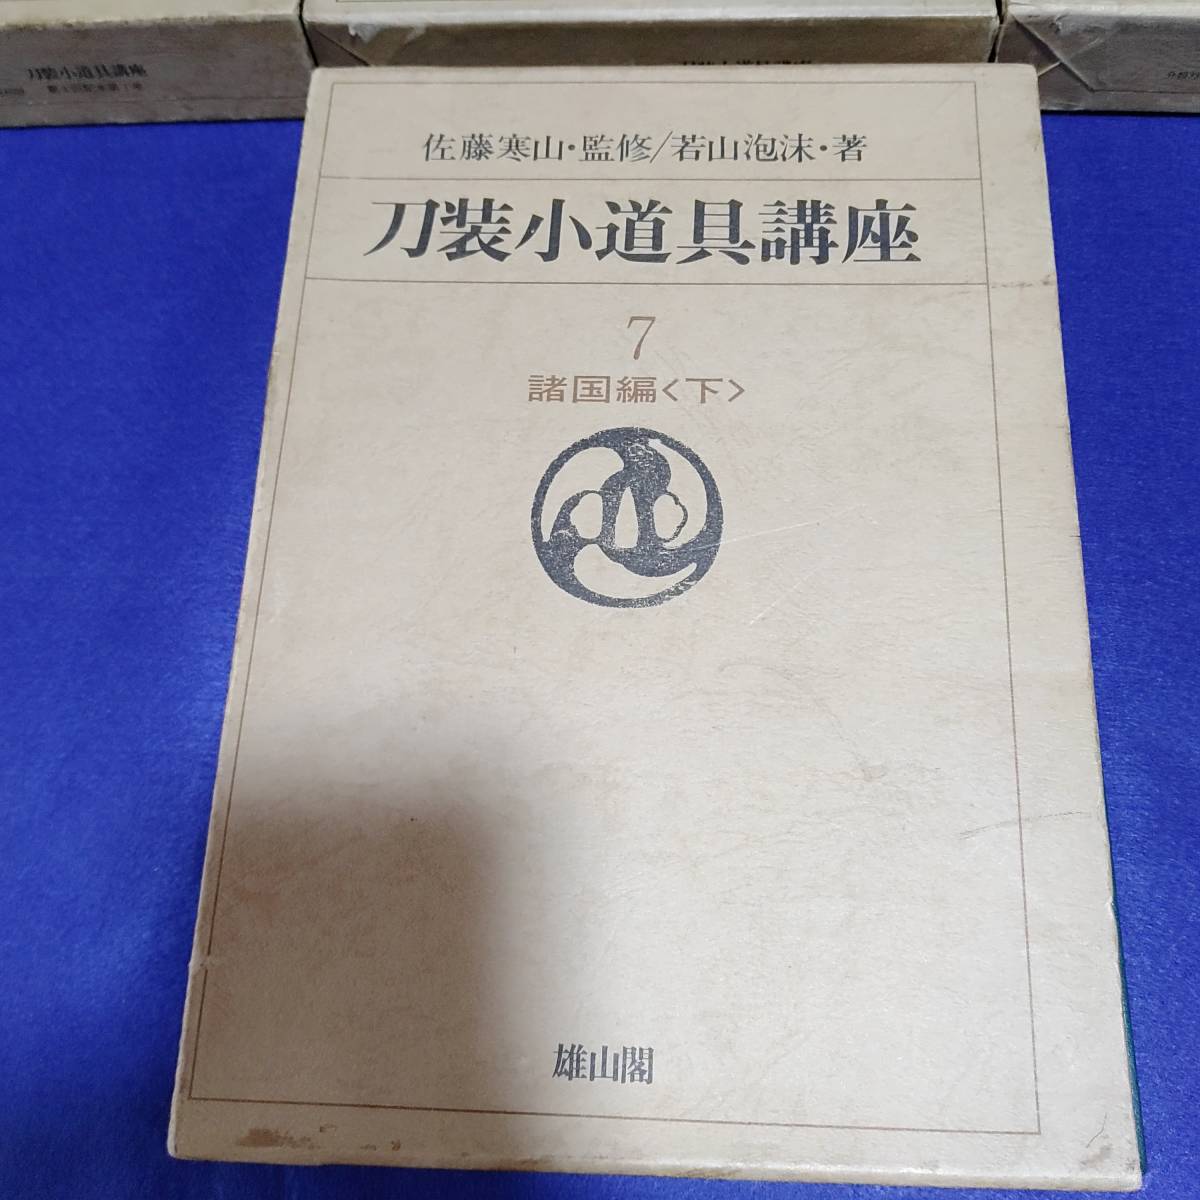 刀装小道具講座
佐藤寒山・監修/若山泡沫・著
刀装小道具講座
7
諸国編<下>
雄山閣